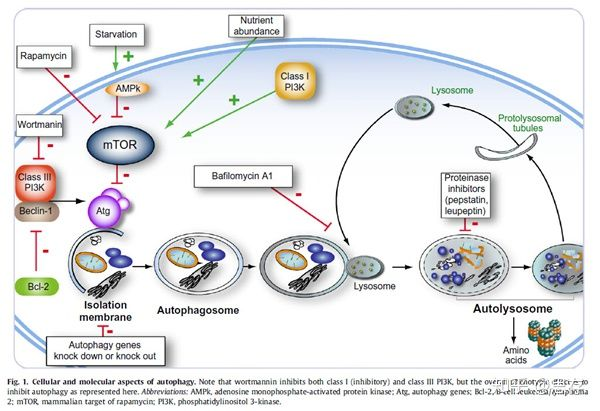 Nutrient
abundance
Starvation
Rapamycin
AMPk
Class I
PI3K
Lysosome
Protolysosomal
tubules
Wortmanin
mTOR
Class III
PI3K
Beclin-1
Atg
Bafilomycin A1
Proteinase
inhibitors
(pepstatin,
leupeptin)
Bcl-2
Isolation
membrane
Autophagosome
Lysosome
Autolysosome
Autophagy genes
knock down or knock out
Amino
acids
Fig. 1. Cellular and molecular aspects of autophagy. Note that wortmannin inhibits both class I (inhibitory) and class III PI3K, but the
inhibit autophagy as represented here. Abbreviations: AMPk, adenosine monophosphate-activated protein kinase; Atg, autophagy genes; Bcl-2,
2; mTOR, mammalian target of rapamycin; PI3K, phosphatidylinositol 3-kinase.